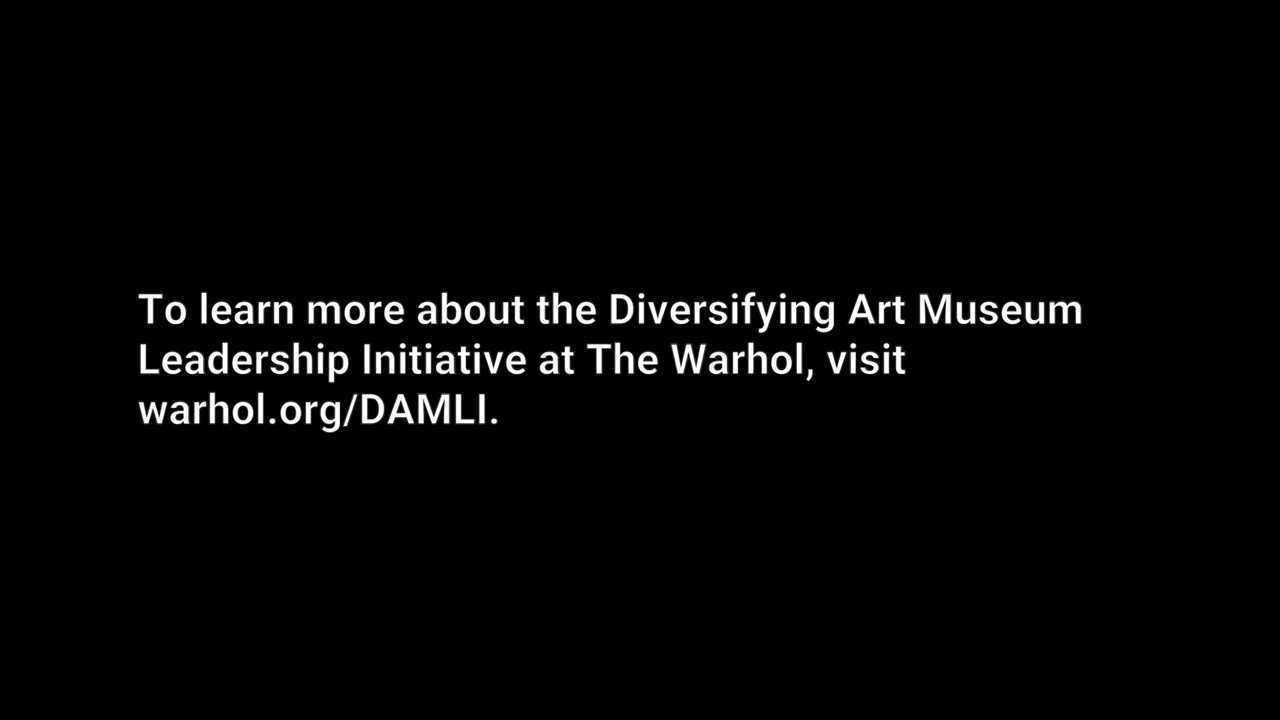 To learn more about the Diversifying Art Museum
Leadership Initiative at The Warhol, visit
warhol.org/DAMLI.